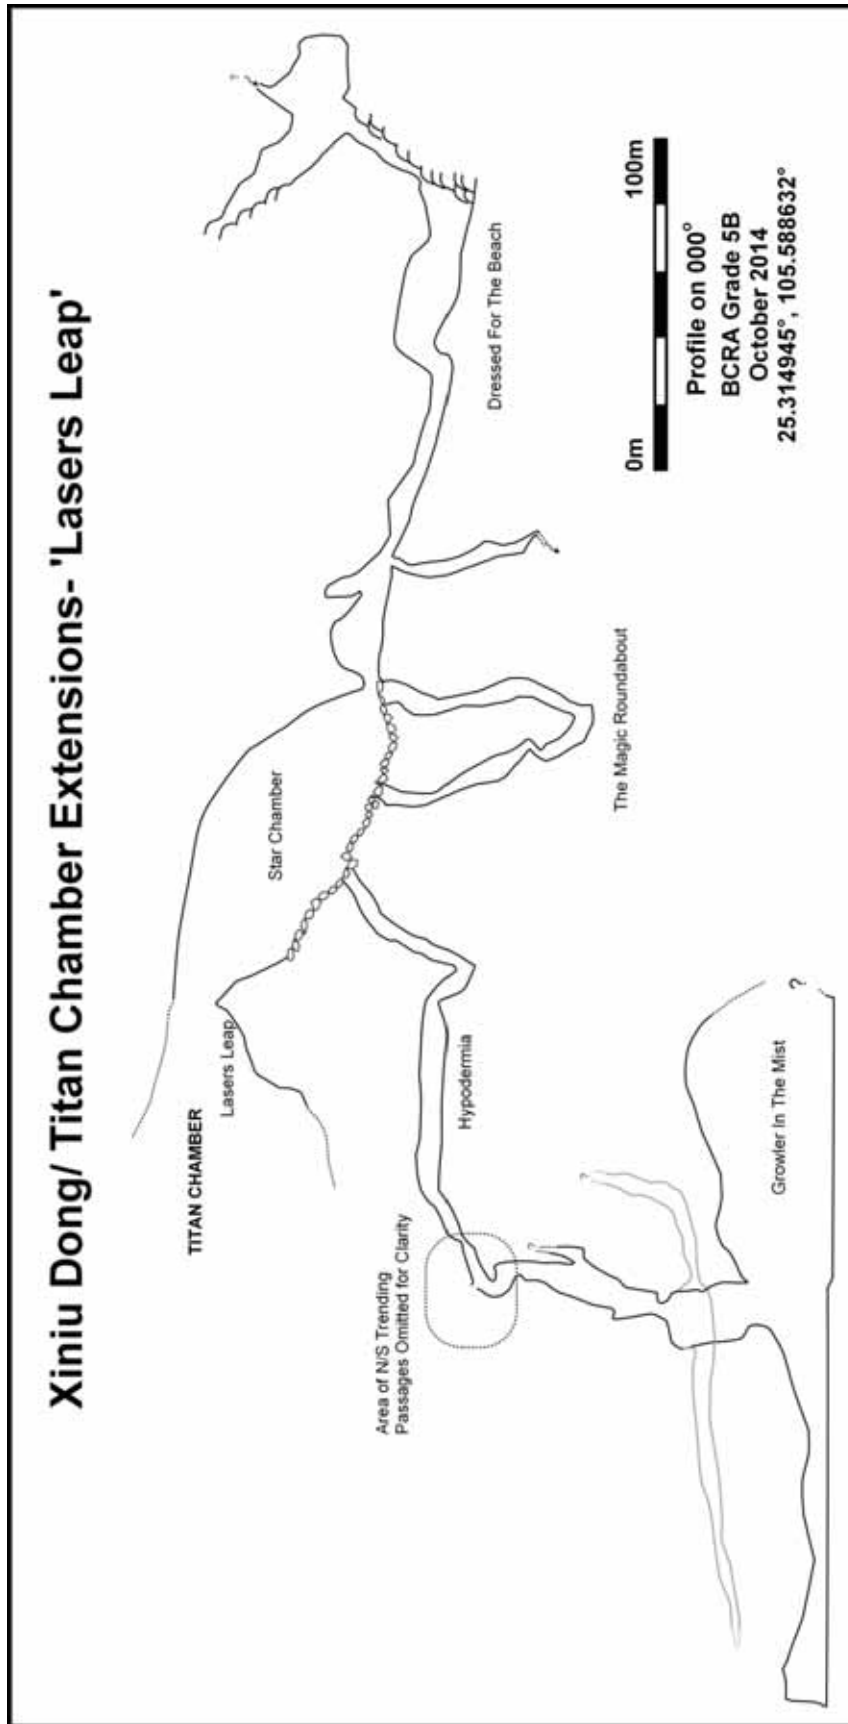 Xiniu Dong/ Titan Chamber Extensions- 'Lasers Leap'
TITAN CHAMBER
Lasers Leap
Star Chamber
Area of N/S Trending
Passages Omitted for Clarity
Hypodermia
Dressed For The Beach
The Magic Roundabout
Growler In The Mist
?
?
?
?
0m
100m
Profile on 000°
BCRA Grade 5B
October 2014
25.314945°, 105.588632°